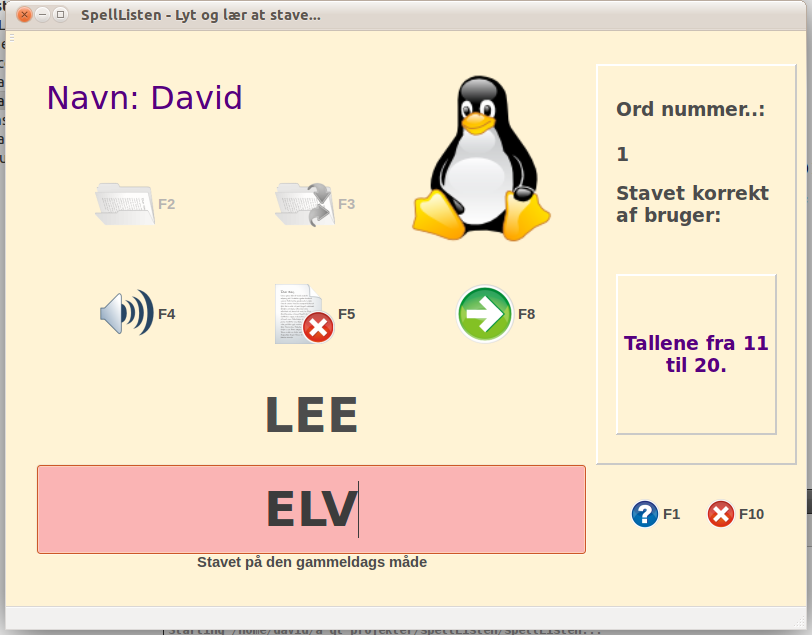 SpellListen - Lyt og lær at stave...
Navn: David
Ord nummer..:
1
Stavet korrekt
af bruger:
F2
F3
F4
F5
F8
Tallene fra 11
til 20.
LEE
ELV
Stavet på den gammeldags måde
F1
F10